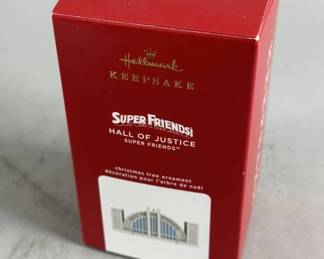 Hallmark
KEEPSAKE
SUPER FRIENDS!
HALL OF JUSTICE
SUPER FRIENDS™
christmas tree ornament
décoration pour l'arbre de noël